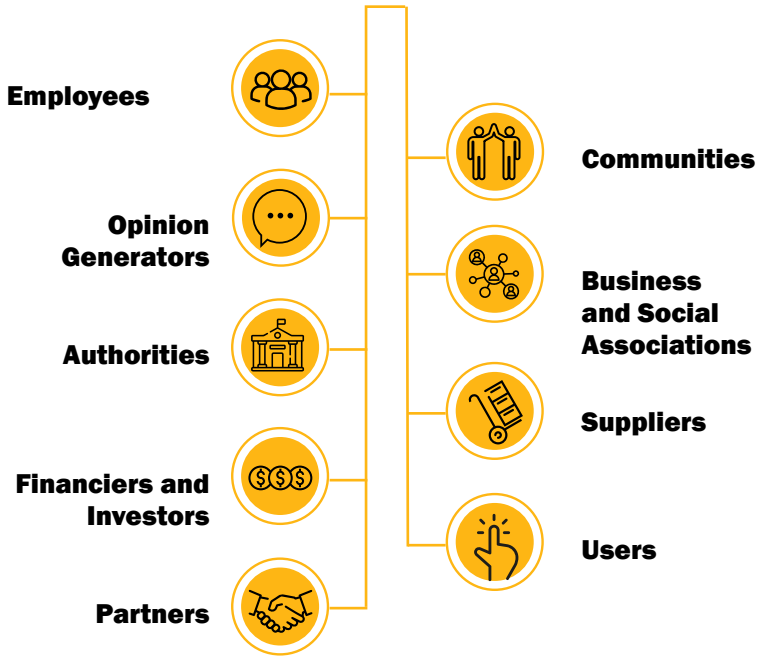 Employees
Opinion
Generators
Authorities
Financiers and
Investors
Partners
Communities
Business
and Social
Associations
Suppliers
Users